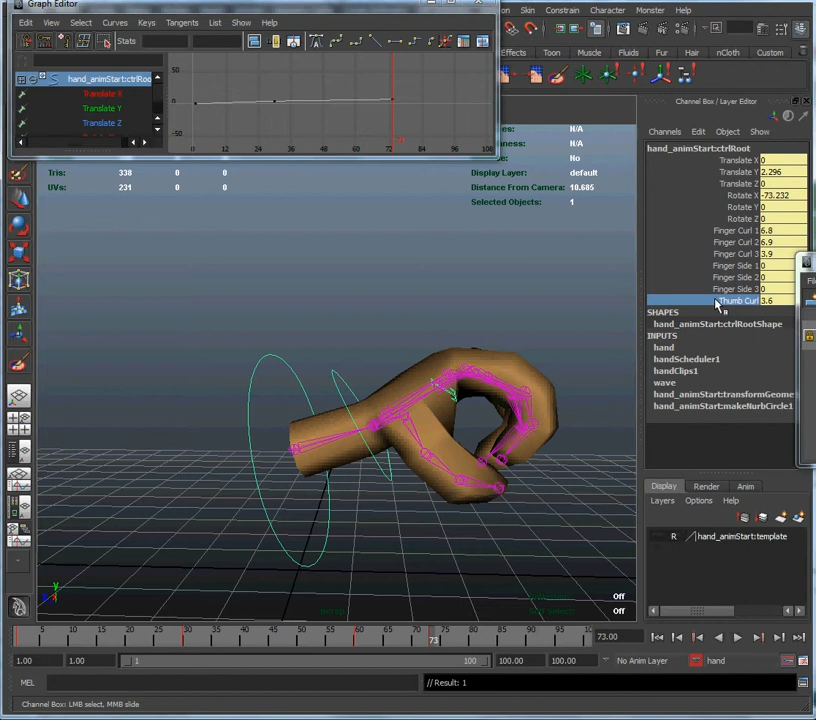 Graph Editor
Edit View Select Curves Keys Tangents List Show Help
Stats
hand_animStart:ctrlRoo
Translate X
Translate Y
Translate Z
50
0
-50
0 12 24 36 48 60 72 84 96 108
Skin Constrain Character Muscle Help
Effects Toon Muscle Fluids Fur Hair nCloth Custom
Channel Box / Layer Editor
Channels Edit Object Show
hand_animStart:ctrlRoot
Translate X 0
Translate Y 2.296
Translate Z 0
Rotate X -73.232
Rotate Y 0
Rotate Z 0
Finger Curl 1 6.8
Finger Curl 2 6.9
Finger Curl 3 3.9
Finger Side 1 0
Finger Side 2 0
Finger Side 3 0
Thumb Curl 3.6
SHAPES
hand_animStart:ctrlRootShape
INPUTS
hand
handScheduler1
handClips1
wave
hand_animStart:transformGeome
hand_animStart:makeNurbCircle1
N/A
N/A
No
Tris: 338 0 0
UVs: 231 0 0
Display Layer: default
Distance From Camera: 10.685
Selected Objects: 1
Off
Off
persp
y
Display Render Anim
Layers Options Help
R hand_animStart:template
5 10 15 20 25 30 35 40 45 50 55 60 65 70 73 75 80 85 90 95 10
73.00
1.00 1.00 1 100 100.00 100.00 No Anim Layer hand
MEL // Result: 1
Channel Box: LMB select, MMB slide